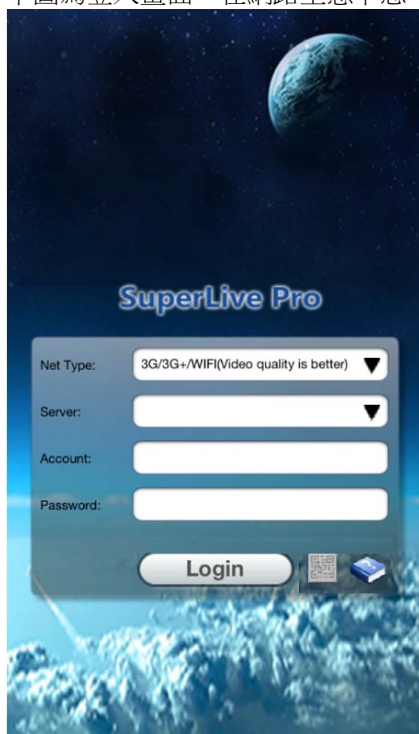 SuperLive Pro
Net Type: 3G/3G+/WIFI(Video quality is better)
Server:
Account:
Password:
Login